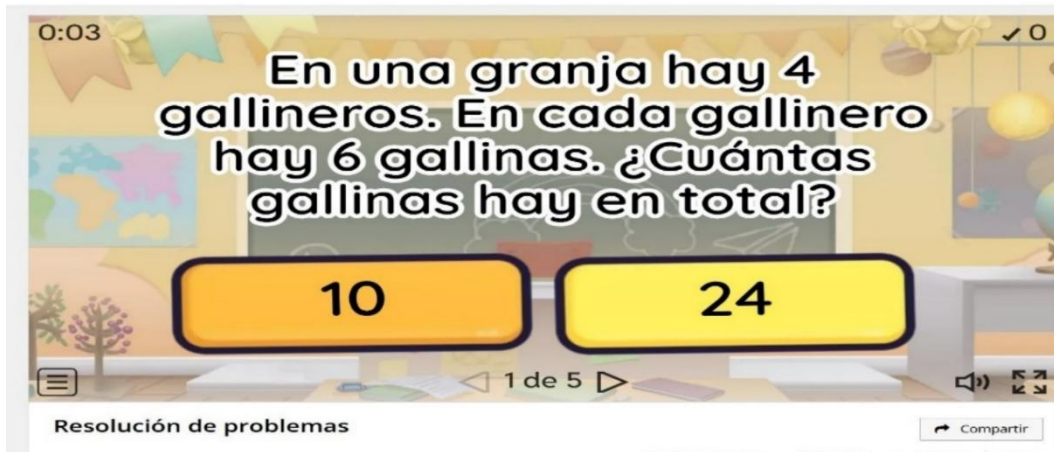 0:03
✓ 0
En una granja hay 4
gallineros. En cada gallinero
hay 6 gallinas. ¿Cuántas
gallinas hay en total?
10
24
1 de 5
Resolución de problemas
Compartir